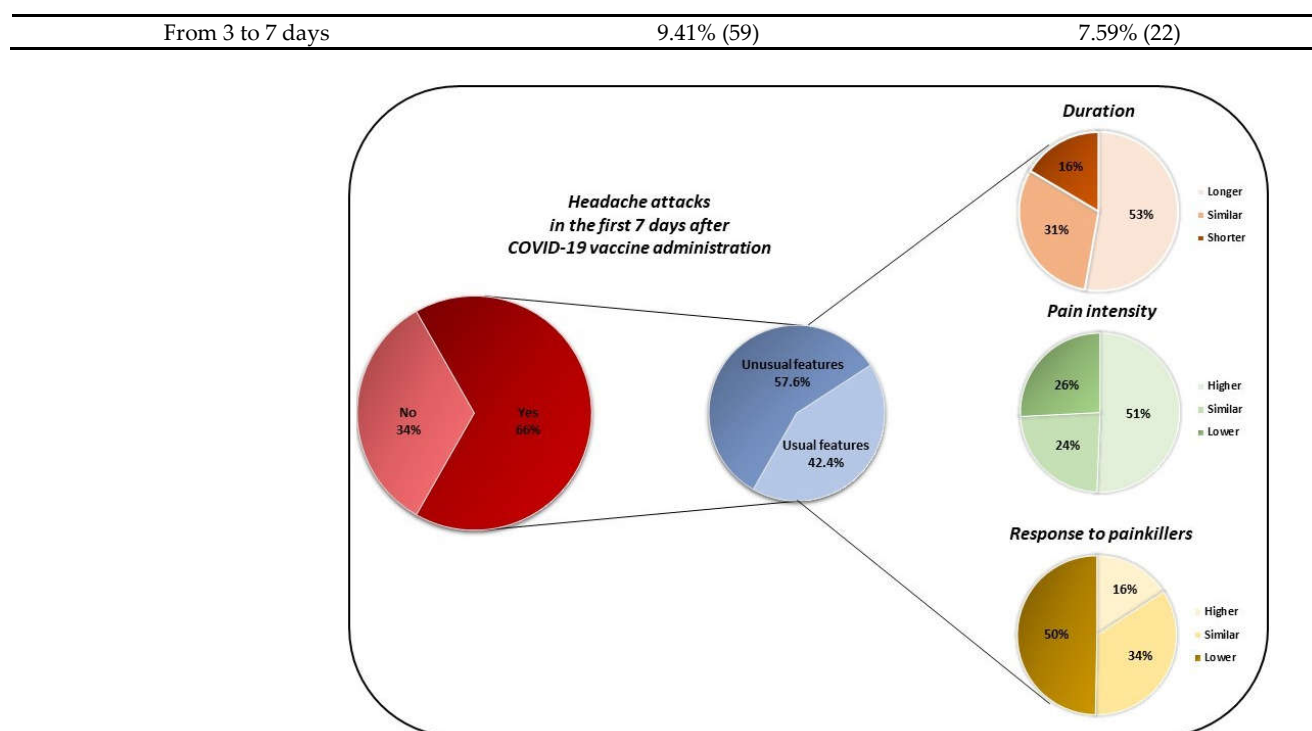 From 3 to 7 days 9.41% (59) 7.59% (22)
Headache attacks
in the first 7 days after
COVID-19 vaccine administration
No
34%
Yes
66%
Unusual features
57.6%
Usual features
42.4%
Duration
16%
53%
31%
Longer
Similar
Shorter
Pain intensity
26%
51%
24%
Higher
Similar
Lower
Response to painkillers
16%
50%
34%
Higher
Similar
Lower